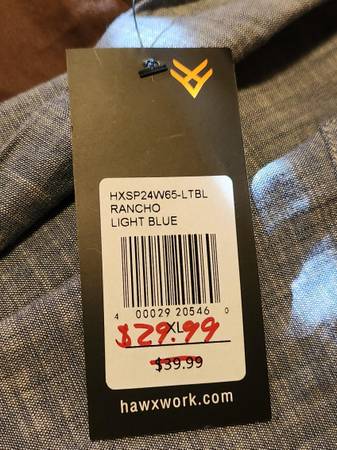 HXSP24W65-LTBL
RANCHO
LIGHT BLUE
4 00029 20546 0
XL
$29.99
$39.99
hawxwork.com